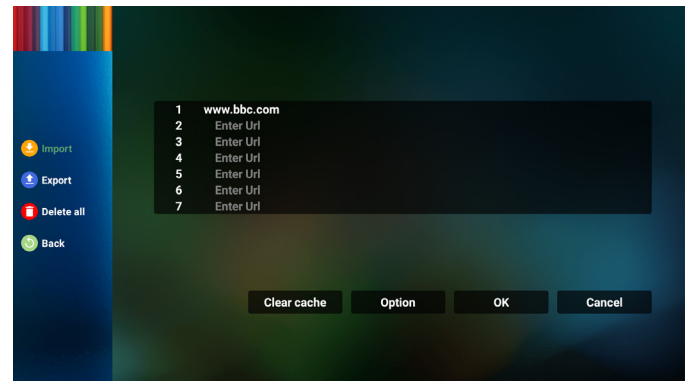 Import
Export
Delete all
Back
1 www.bbc.com
2 Enter Url
3 Enter Url
4 Enter Url
5 Enter Url
6 Enter Url
7 Enter Url
Clear cache Option OK Cancel